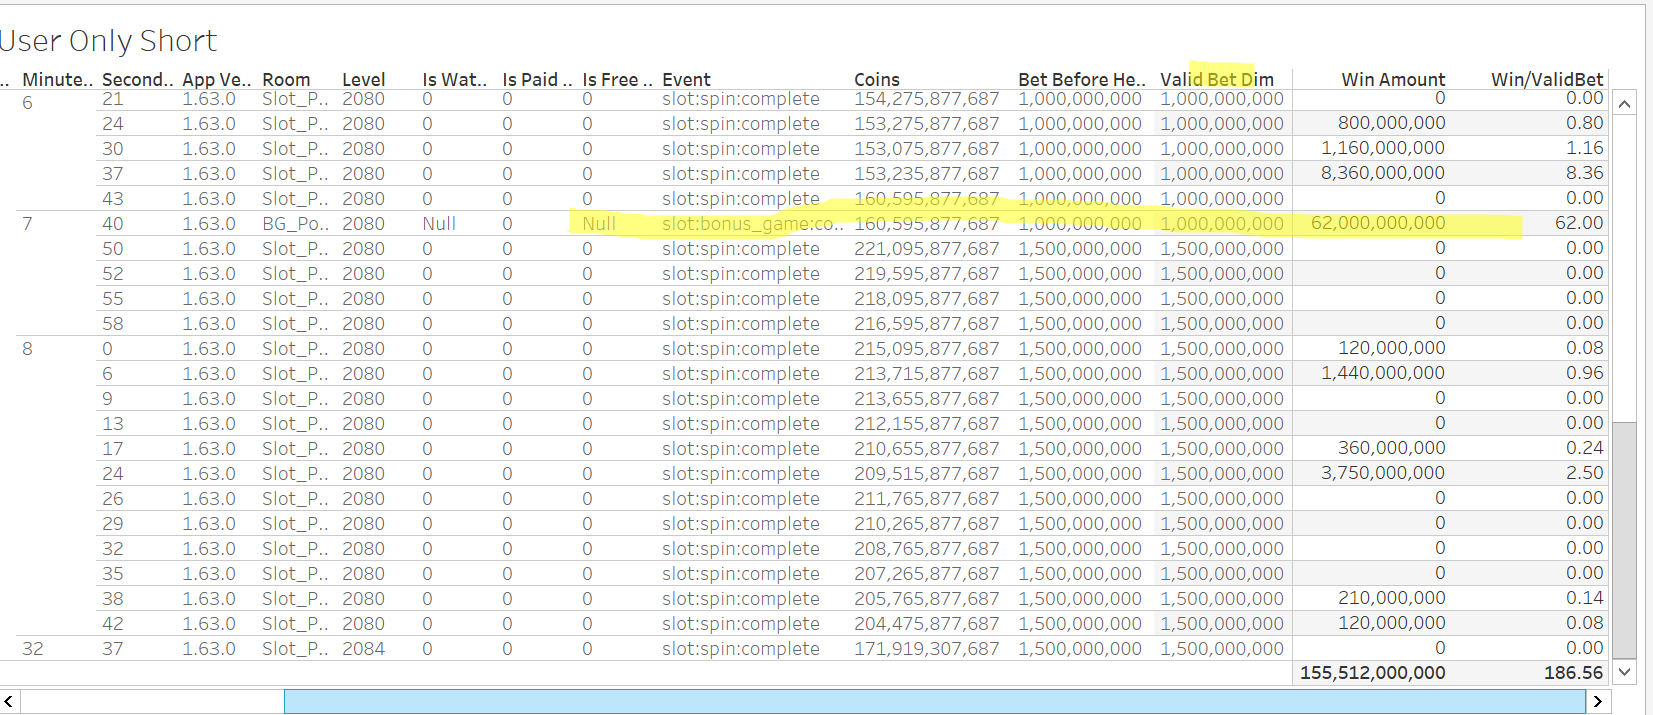 User Only Short
.. Minute.. Second.. App Ve.. Room Level Is Wat.. Is Paid .. Is Free .. Event Coins Bet Before He.. Valid Bet Dim Win Amount Win/ValidBet
6 21 1.63.0 Slot_P.. 2080 0 0 0 slot:spin:complete 154,275,877,687 1,000,000,000 1,000,000,000 0 0.00
24 1.63.0 Slot_P.. 2080 0 0 0 slot:spin:complete 153,275,877,687 1,000,000,000 1,000,000,000 800,000,000 0.80
30 1.63.0 Slot_P.. 2080 0 0 0 slot:spin:complete 153,075,877,687 1,000,000,000 1,000,000,000 1,160,000,000 1.16
37 1.63.0 Slot_P.. 2080 0 0 0 slot:spin:complete 153,235,877,687 1,000,000,000 1,000,000,000 8,360,000,000 8.36
43 1.63.0 Slot_P.. 2080 0 0 0 slot:spin:complete 160,595,877,687 1,000,000,000 1,000,000,000 0 0.00
7 40 1.63.0 BG_Po.. 2080 Null 0 Null slot:bonus_game:co.. 160,595,877,687 1,000,000,000 1,000,000,000 62,000,000,000 62.00
50 1.63.0 Slot_P.. 2080 0 0 0 slot:spin:complete 221,095,877,687 1,500,000,000 1,500,000,000 0 0.00
52 1.63.0 Slot_P.. 2080 0 0 0 slot:spin:complete 219,595,877,687 1,500,000,000 1,500,000,000 0 0.00
55 1.63.0 Slot_P.. 2080 0 0 0 slot:spin:complete 218,095,877,687 1,500,000,000 1,500,000,000 0 0.00
58 1.63.0 Slot_P.. 2080 0 0 0 slot:spin:complete 216,595,877,687 1,500,000,000 1,500,000,000 0 0.00
8 0 1.63.0 Slot_P.. 2080 0 0 0 slot:spin:complete 215,095,877,687 1,500,000,000 1,500,000,000 120,000,000 0.08
6 1.63.0 Slot_P.. 2080 0 0 0 slot:spin:complete 213,715,877,687 1,500,000,000 1,500,000,000 1,440,000,000 0.96
9 1.63.0 Slot_P.. 2080 0 0 0 slot:spin:complete 213,655,877,687 1,500,000,000 1,500,000,000 0 0.00
13 1.63.0 Slot_P.. 2080 0 0 0 slot:spin:complete 212,155,877,687 1,500,000,000 1,500,000,000 0 0.00
17 1.63.0 Slot_P.. 2080 0 0 0 slot:spin:complete 210,655,877,687 1,500,000,000 1,500,000,000 360,000,000 0.24
24 1.63.0 Slot_P.. 2080 0 0 0 slot:spin:complete 209,515,877,687 1,500,000,000 1,500,000,000 3,750,000,000 2.50
26 1.63.0 Slot_P.. 2080 0 0 0 slot:spin:complete 211,765,877,687 1,500,000,000 1,500,000,000 0 0.00
29 1.63.0 Slot_P.. 2080 0 0 0 slot:spin:complete 210,265,877,687 1,500,000,000 1,500,000,000 0 0.00
32 1.63.0 Slot_P.. 2080 0 0 0 slot:spin:complete 208,765,877,687 1,500,000,000 1,500,000,000 0 0.00
35 1.63.0 Slot_P.. 2080 0 0 0 slot:spin:complete 207,265,877,687 1,500,000,000 1,500,000,000 0 0.00
38 1.63.0 Slot_P.. 2080 0 0 0 slot:spin:complete 205,765,877,687 1,500,000,000 1,500,000,000 210,000,000 0.14
42 1.63.0 Slot_P.. 2080 0 0 0 slot:spin:complete 204,475,877,687 1,500,000,000 1,500,000,000 120,000,000 0.08
32 37 1.63.0 Slot_P.. 2084 0 0 0 slot:spin:complete 171,919,307,687 1,500,000,000 1,500,000,000 0 0.00
155,512,000,000 186.56